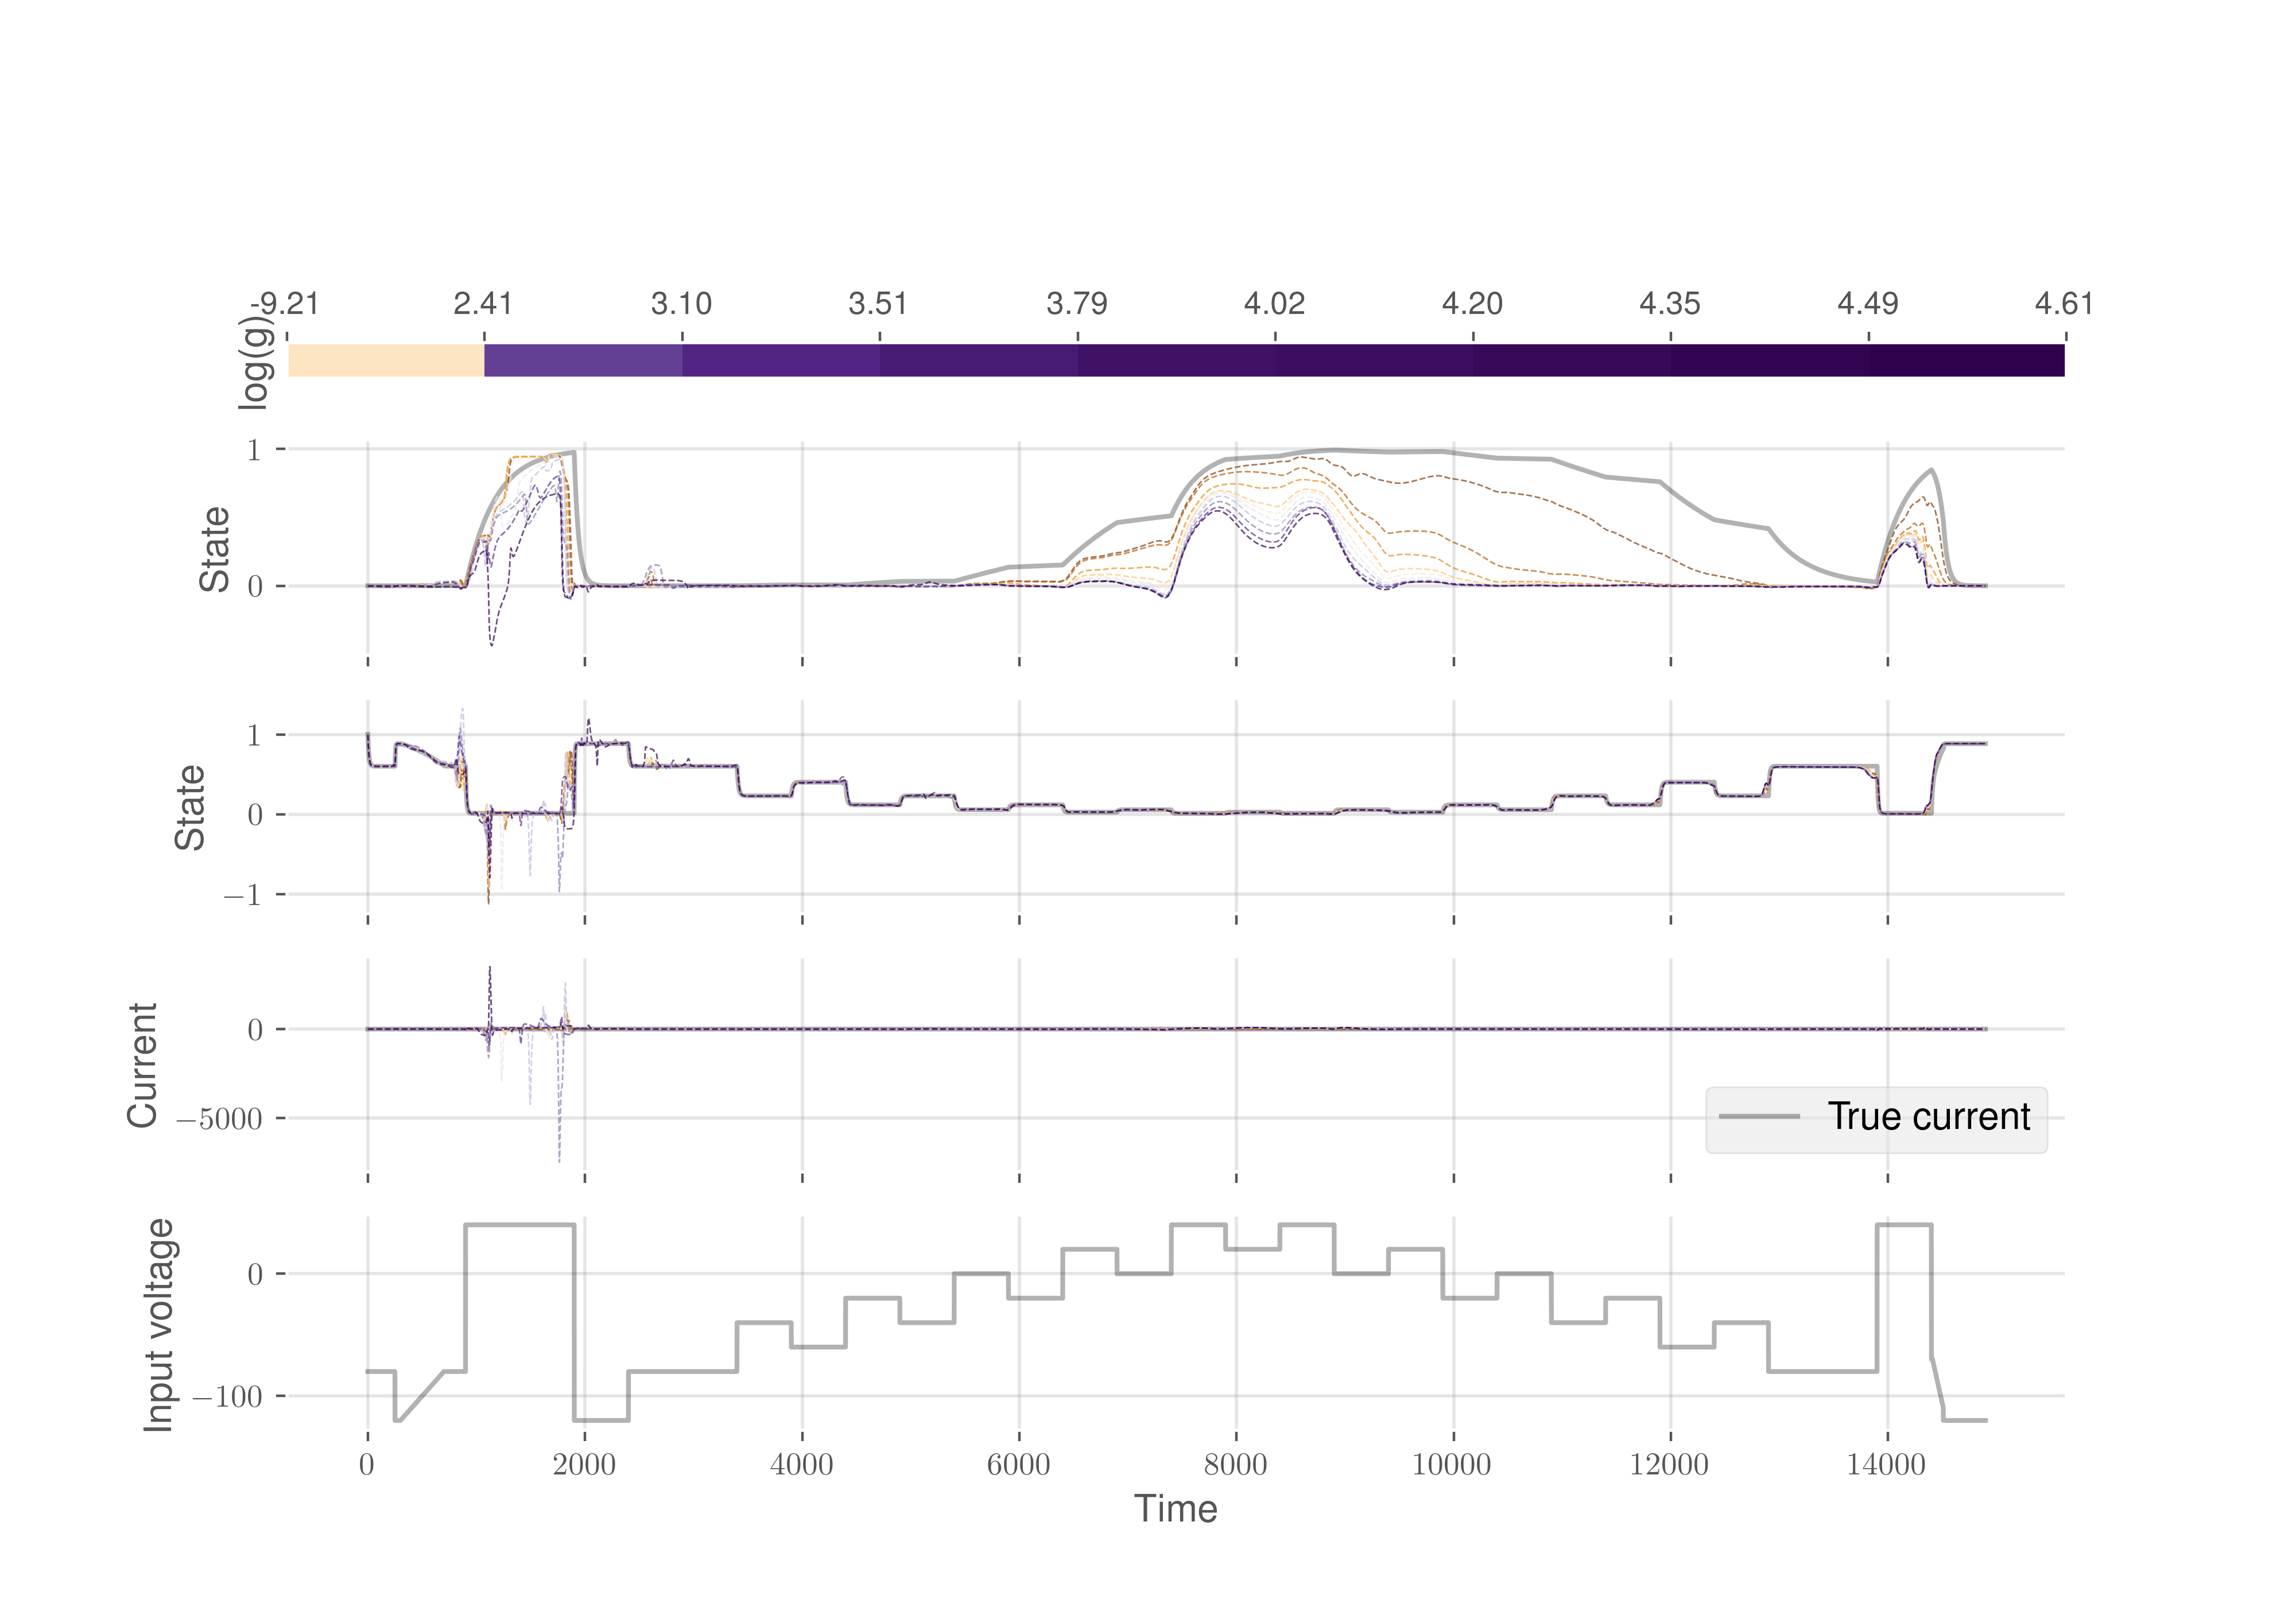 -9.21 2.41 3.10 3.51 3.79 4.02 4.20 4.35 4.49 4.61
log(g)
1
State
0
1
State
0
−1
0
Current
−5000
True current
0
Input voltage
−100
0 2000 4000 6000 8000 10000 12000 14000
Time